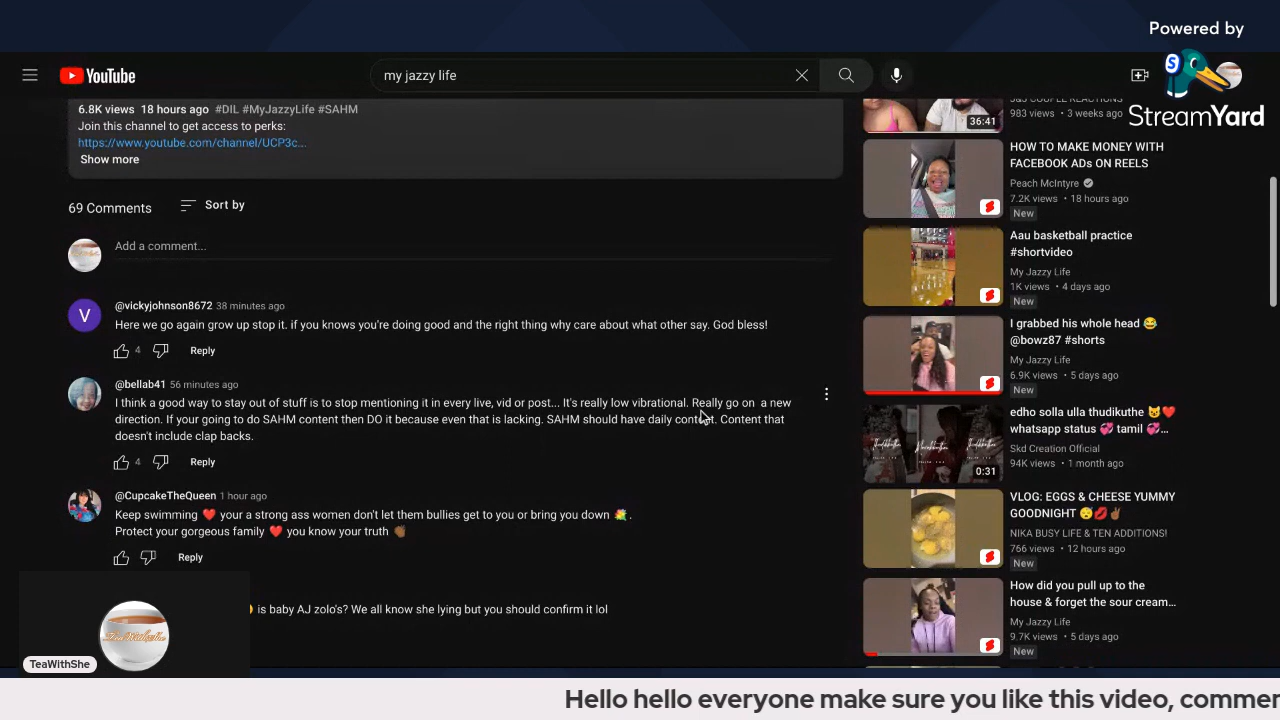 Powered by
YouTube
my jazzy life
S
StreamYard
6.8K views 18 hours ago #DIL #MyJazzyLife #SAHM
Join this channel to get access to perks:
https://www.youtube.com/channel/UCP3c...
Show more
69 Comments
Sort by
Add a comment...
V
@vickyjohnson8672 38 minutes ago
Here we go again grow up stop it. if you knows you're doing good and the right thing why care about what other say. God bless!
4
Reply
@bellab41 56 minutes ago
I think a good way to stay out of stuff is to stop mentioning it in every live, vid or post... It's really low vibrational. Really go on a new
direction. If your going to do SAHM content then DO it because even that is lacking. SAHM should have daily content. Content that
doesn't include clap backs.
4
Reply
@CupcakeTheQueen 1 hour ago
Keep swimming ❤️ your a strong ass women don't let them bullies get to you or bring you down 💐.
Protect your gorgeous family ❤️ you know your truth ✊🏾
Reply
is baby AJ zolo's? We all know she lying but you should confirm it lol
TeaWithShe
983 views • 3 weeks ago
36:41
HOW TO MAKE MONEY WITH
FACEBOOK ADs ON REELS
Peach McIntyre
7.2K views • 18 hours ago
New
Aau basketball practice
#shortvideo
My Jazzy Life
1K views • 4 days ago
New
I grabbed his whole head 😂
@bowz87 #shorts
My Jazzy Life
6.9K views • 5 days ago
New
edho solla ulla thudikuthe 😺❤️
whatsapp status 💞 tamil 💞...
Skd Creation Official
94K views • 1 month ago
0:31
VLOG: EGGS & CHEESE YUMMY
GOODNIGHT 😴💋✌🏾
NIKA BUSY LIFE & TEN ADDITIONS!
766 views • 12 hours ago
New
How did you pull up to the
house & forget the sour cream...
My Jazzy Life
9.7K views • 5 days ago
New
Hello hello everyone make sure you like this video, commer